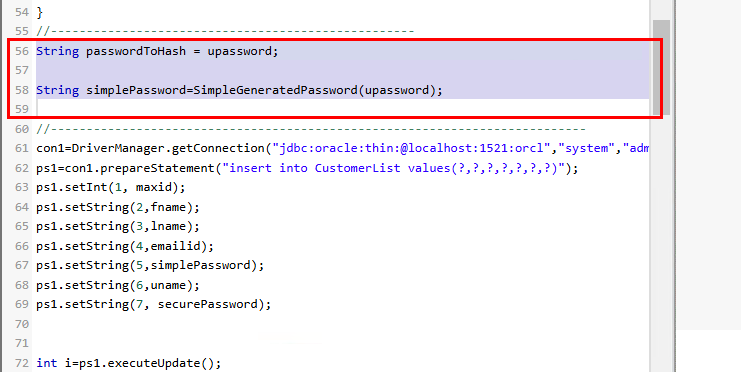 54 }
55 //--------------------------------------------
56 String passwordToHash = upassword;
57
58 String simplePassword=SimpleGeneratedPassword(upassword);
59
60 //-----------------------------------------------------------------
61 con1=DriverManager.getConnection("jdbc:oracle:thin:@localhost:1521:orcl","system","adm
62 ps1=con1.prepareStatement("insert into CustomerList values(?,?,?,?,?,?,?)");
63 ps1.setInt(1, maxid);
64 ps1.setString(2,fname);
65 ps1.setString(3,lname);
66 ps1.setString(4,emailid);
67 ps1.setString(5,simplePassword);
68 ps1.setString(6,uname);
69 ps1.setString(7, securePassword);
70
71
72 int i=ps1.executeUpdate();